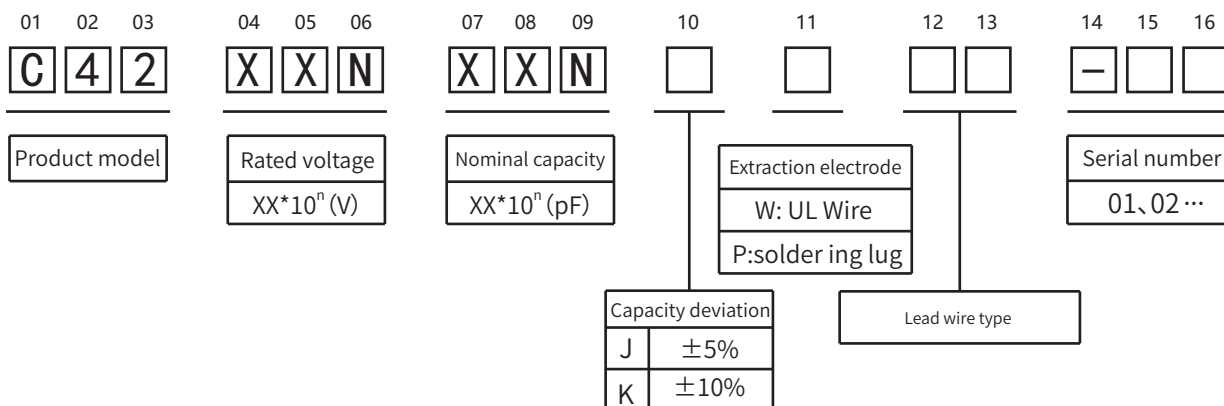 01 02 03 04 05 06 07 08 09 10 11 12 13 14 15 16
C 4 2 X X N X X N –
Product model
Rated voltage
XX*10ⁿ (V)
Nominal capacity
XX*10ⁿ (pF)
Extraction electrode
W: UL Wire
P:solder ing lug
Serial number
01、02···
Capacity deviation
J ±5%
K ±10%
Lead wire type